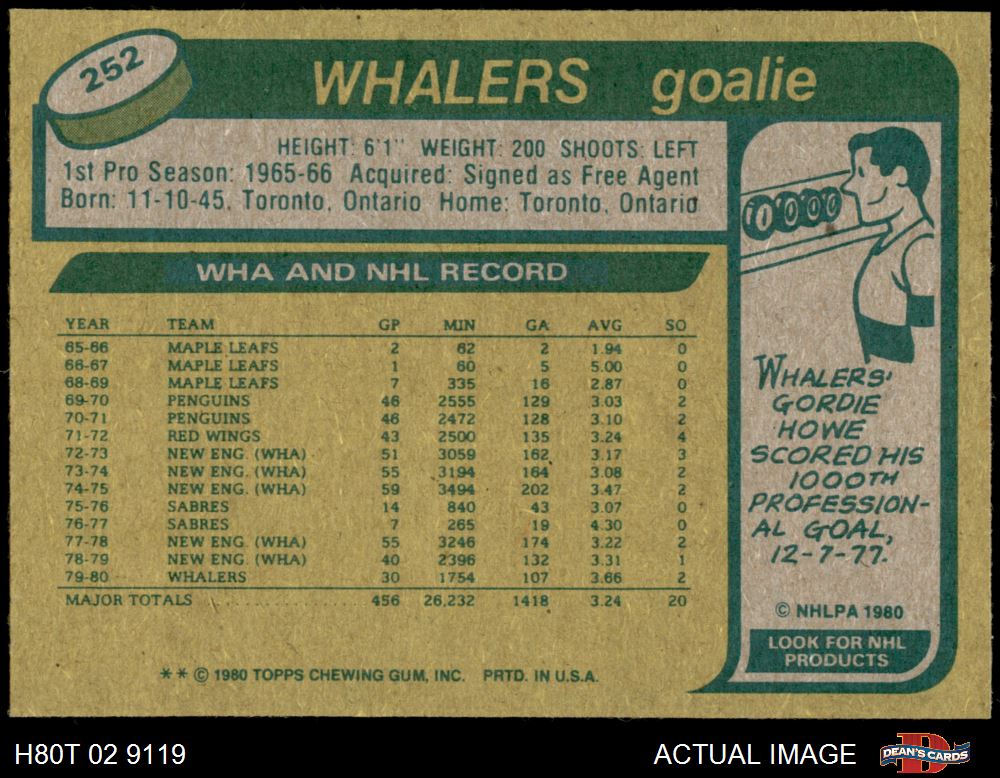 252
WHALERS goalie
HEIGHT: 6'1" WEIGHT: 200 SHOOTS: LEFT
1st Pro Season: 1965-66 Acquired: Signed as Free Agent
Born: 11-10-45, Toronto, Ontario Home: Toronto, Ontario
WHA AND NHL RECORD
YEAR TEAM GP MIN GA AVG SO
65-66 MAPLE LEAFS 2 62 2 1.94 0
66-67 MAPLE LEAFS 1 60 5 5.00 0
68-69 MAPLE LEAFS 7 335 16 2.87 0
69-70 PENGUINS 46 2555 129 3.03 2
70-71 PENGUINS 46 2472 128 3.10 2
71-72 RED WINGS 43 2500 135 3.24 4
72-73 NEW ENG. (WHA) 51 3059 162 3.17 3
73-74 NEW ENG. (WHA) 55 3194 164 3.08 2
74-75 NEW ENG. (WHA) 59 3494 202 3.47 2
75-76 SABRES 14 840 43 3.07 0
76-77 SABRES 7 265 19 4.30 0
77-78 NEW ENG. (WHA) 55 3246 174 3.22 2
78-79 NEW ENG. (WHA) 40 2396 132 3.31 1
79-80 WHALERS 30 1754 107 3.66 2
MAJOR TOTALS .......................... 456 26,232 1418 3.24 20
** © 1980 TOPPS CHEWING GUM, INC. PRTD. IN U.S.A.
1000
WHALERS'
GORDIE
HOWE
SCORED HIS
1000TH
PROFESSION-
AL GOAL,
12-7-77.
© NHLPA 1980
LOOK FOR NHL
PRODUCTS
H80T 02 9119
ACTUAL IMAGE
D
DEAN'S CARDS